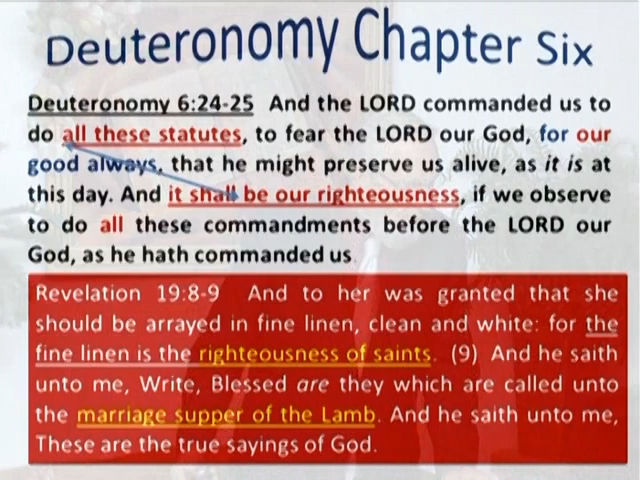 Deuteronomy Chapter Six
Deuteronomy 6:24-25 And the LORD commanded us to
do all these statutes, to fear the LORD our God, for our
good always, that he might preserve us alive, as it is at
this day. And it shall be our righteousness, if we observe
to do all these commandments before the LORD our
God, as he hath commanded us
Revelation 19:8-9 And to her was granted that she
should be arrayed in fine linen, clean and white: for the
fine linen is the righteousness of saints. (9) And he saith
unto me, Write, Blessed are they which are called unto
the marriage supper of the Lamb. And he saith unto me,
These are the true sayings of God.